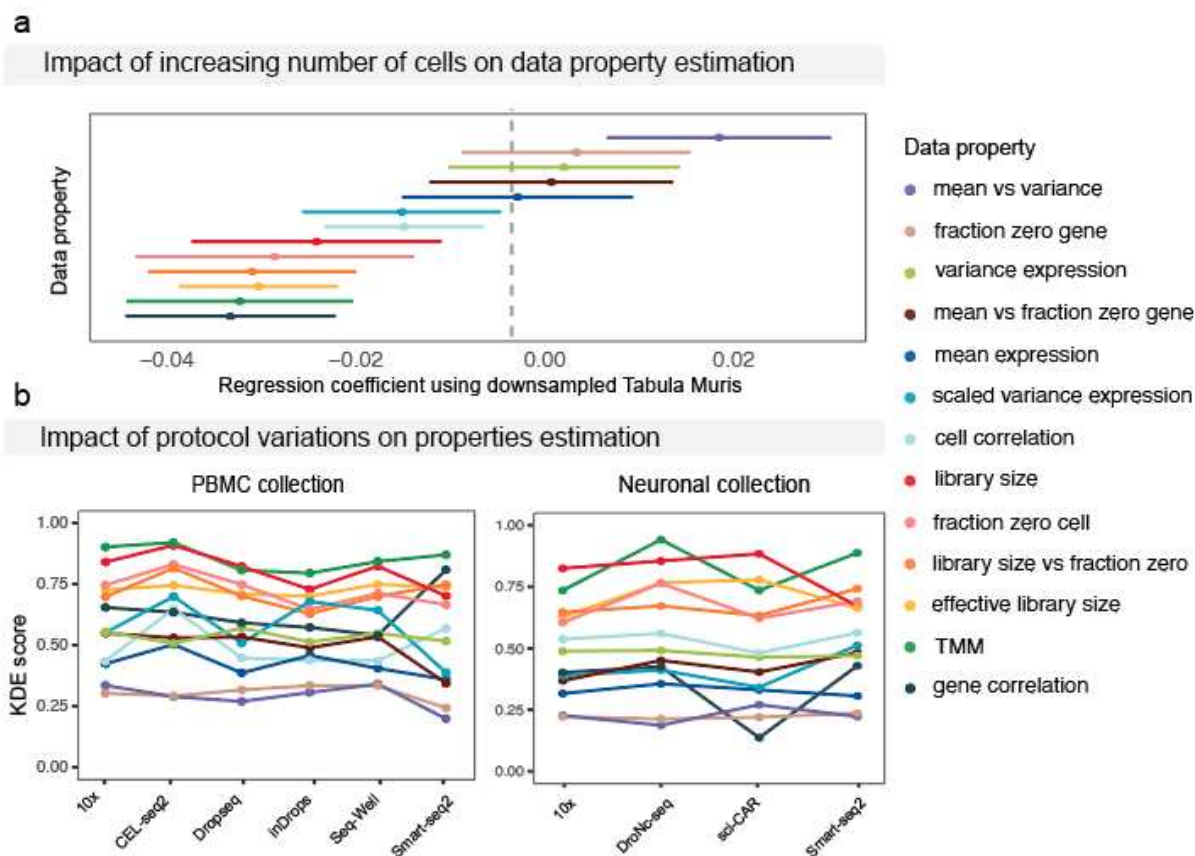 a
Impact of increasing number of cells on data property estimation
Data property
−0.04 −0.02 0.00 0.02
Regression coefficient using downsampled Tabula Muris
Data property
mean vs variance
fraction zero gene
variance expression
mean vs fraction zero gene
mean expression
scaled variance expression
cell correlation
library size
fraction zero cell
library size vs fraction zero
effective library size
TMM
gene correlation
b
Impact of protocol variations on properties estimation
PBMC collection
KDE score
1.00
0.75
0.50
0.25
0.00
10x
CEL-seq2
Dropseq
inDrops
Seq-Well
Smart-seq2
Neuronal collection
1.00
0.75
0.50
0.25
0.00
10x
DroNc-seq
sci-CAR
Smart-seq2